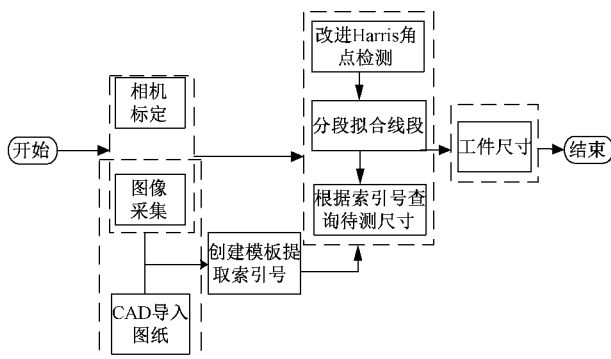 开始
相机
标定
图像
采集
CAD导入
图纸
创建模板提
取索引号
改进Harris角
点检测
分段拟合线段
根据索引号查
询待测尺寸
工件尺寸
结束